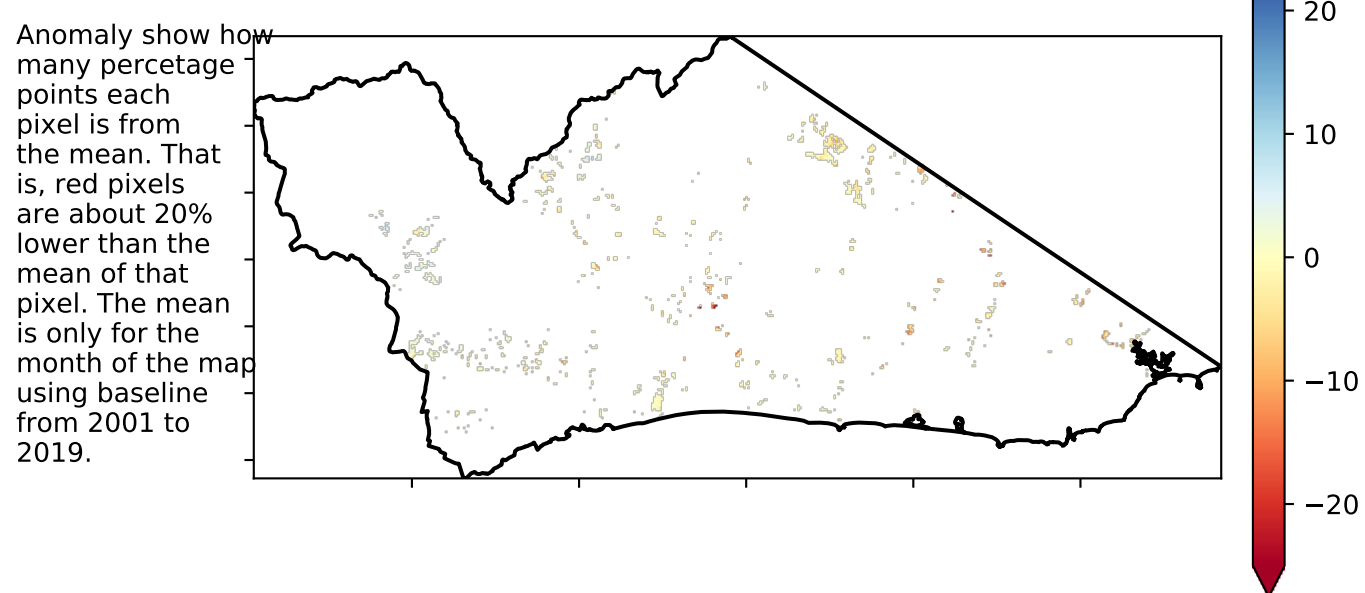 Anomaly show how
many percetage
points each
pixel is from
the mean. That
is, red pixels
are about 20%
lower than the
mean of that
pixel. The mean
is only for the
month of the map
using baseline
from 2001 to
2019.
20
10
0
−10
−20